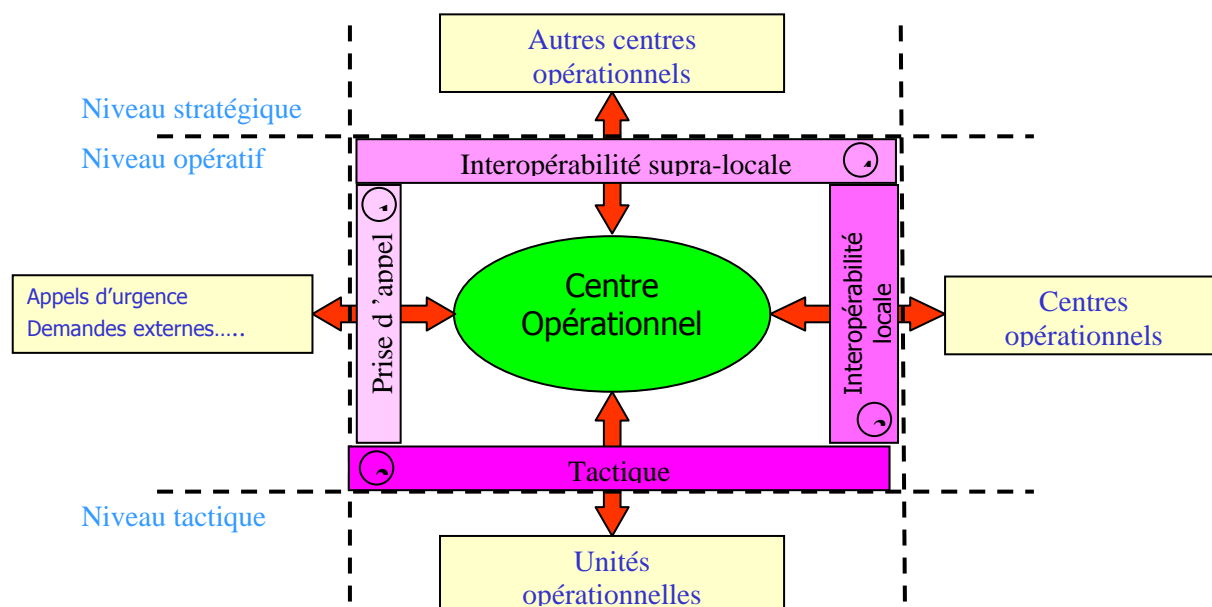 Autres centres
opérationnels
Niveau stratégique
Niveau opératif
Interopérabilité supra-locale
Prise d ’appel
Centre
Opérationnel
Interopérabilité
locale
Appels d’urgence
Demandes externes…..
Centres
opérationnels
Tactique
Niveau tactique
Unités
opérationnelles